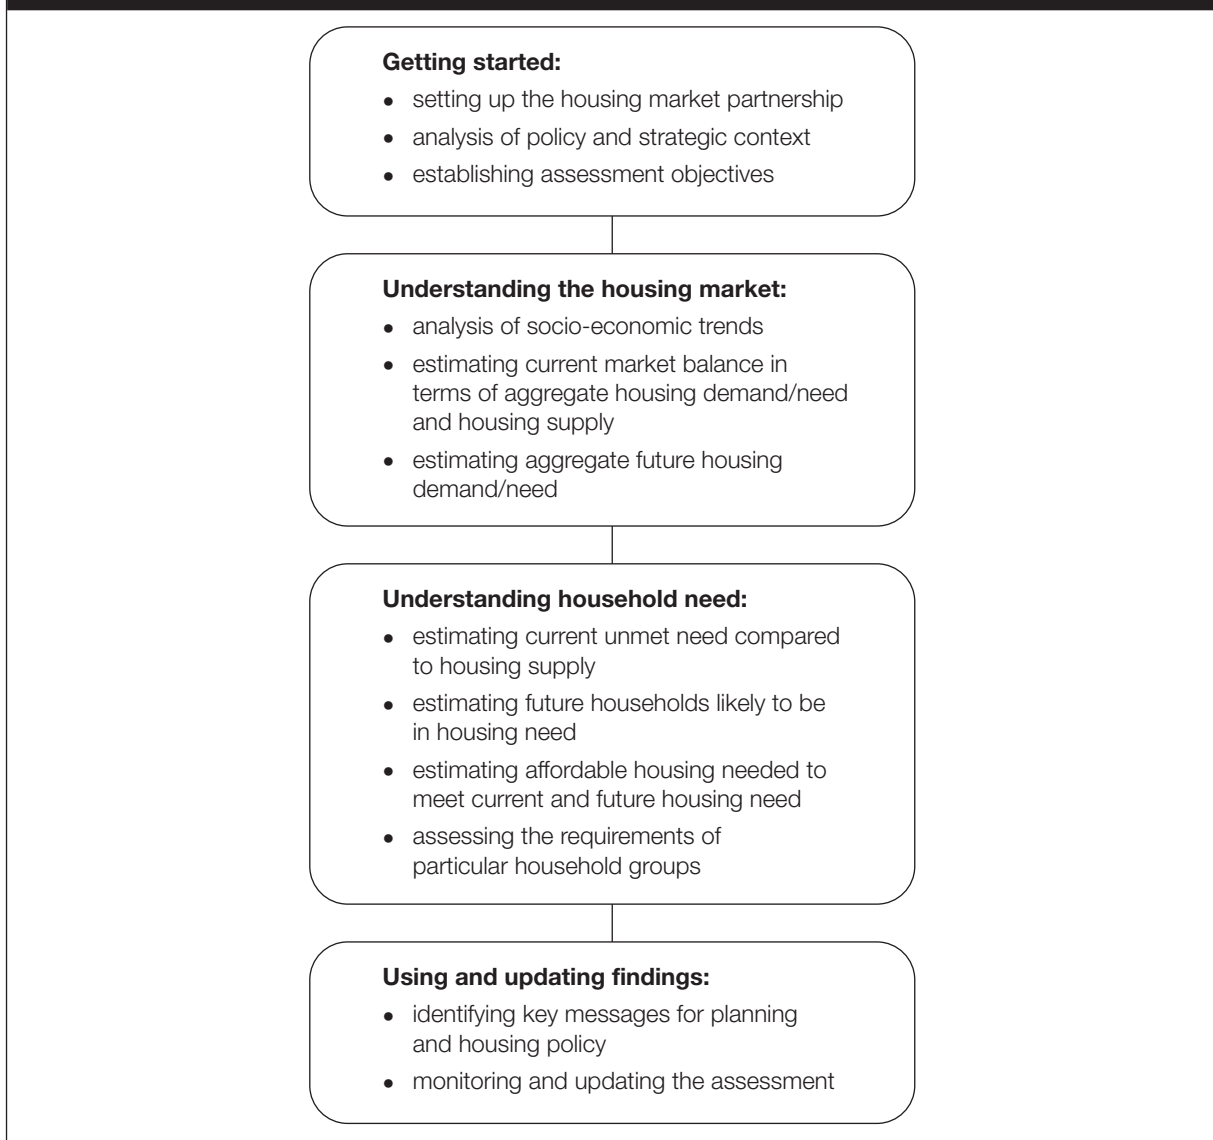 Getting started:
• setting up the housing market partnership
• analysis of policy and strategic context
• establishing assessment objectives
Understanding the housing market:
• analysis of socio-economic trends
• estimating current market balance in
terms of aggregate housing demand/need
and housing supply
• estimating aggregate future housing
demand/need
Understanding household need:
• estimating current unmet need compared
to housing supply
• estimating future households likely to be
in housing need
• estimating affordable housing needed to
meet current and future housing need
• assessing the requirements of
particular household groups
Using and updating findings:
• identifying key messages for planning
and housing policy
• monitoring and updating the assessment